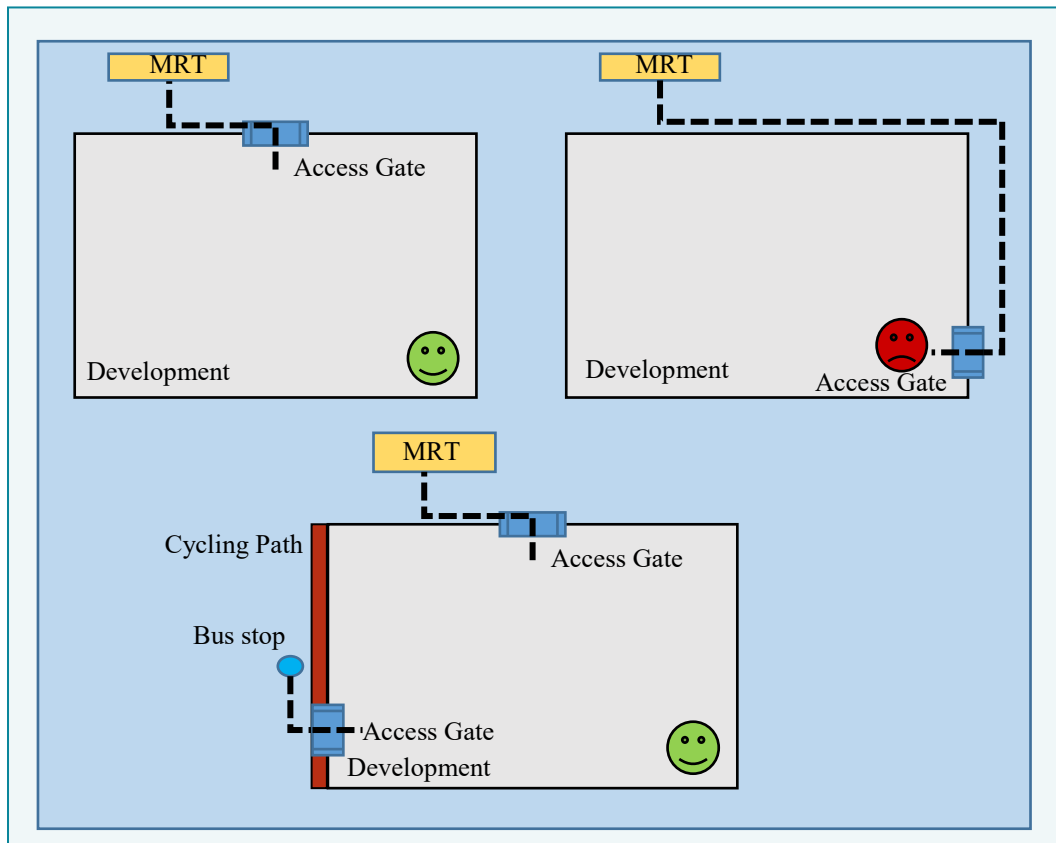 MRT
Access Gate
Development
MRT
Development
Access Gate
MRT
Cycling Path
Access Gate
Bus stop
Access Gate
Development